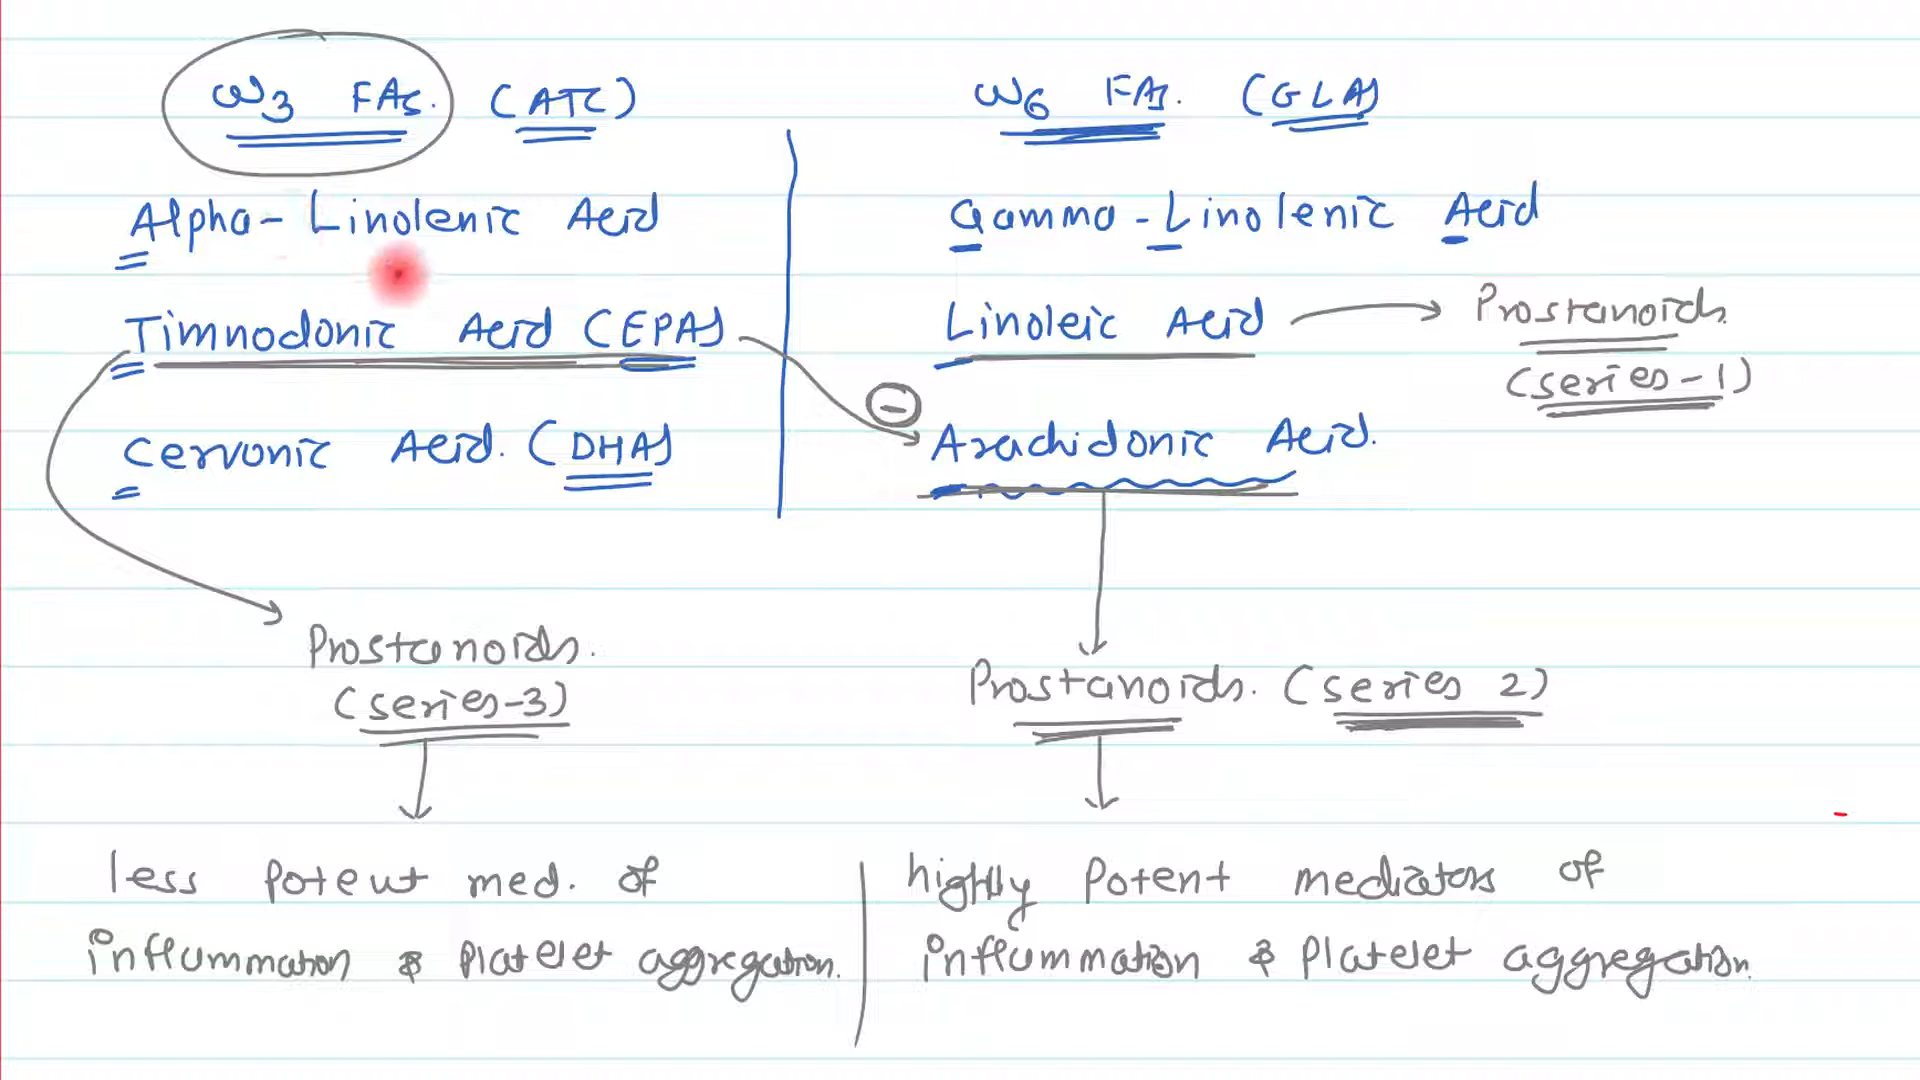 ω3 FAs. (ATC)
Alpha-Linolenic Acid
Timnodonic Acid (EPA)
Cervonic Acid. (DHA)
Prostanoids.
(series-3)
less Potent med. of
inflammation & Platelet aggregation.
ω6 FAs. (GLA)
Gamma-Linolenic Acid
Linoleic Acid
Prostanoids
(series-1)
-
Arachidonic Acid.
Prostanoids. (series 2)
highly Potent mediators of
inflammation & Platelet aggregation.